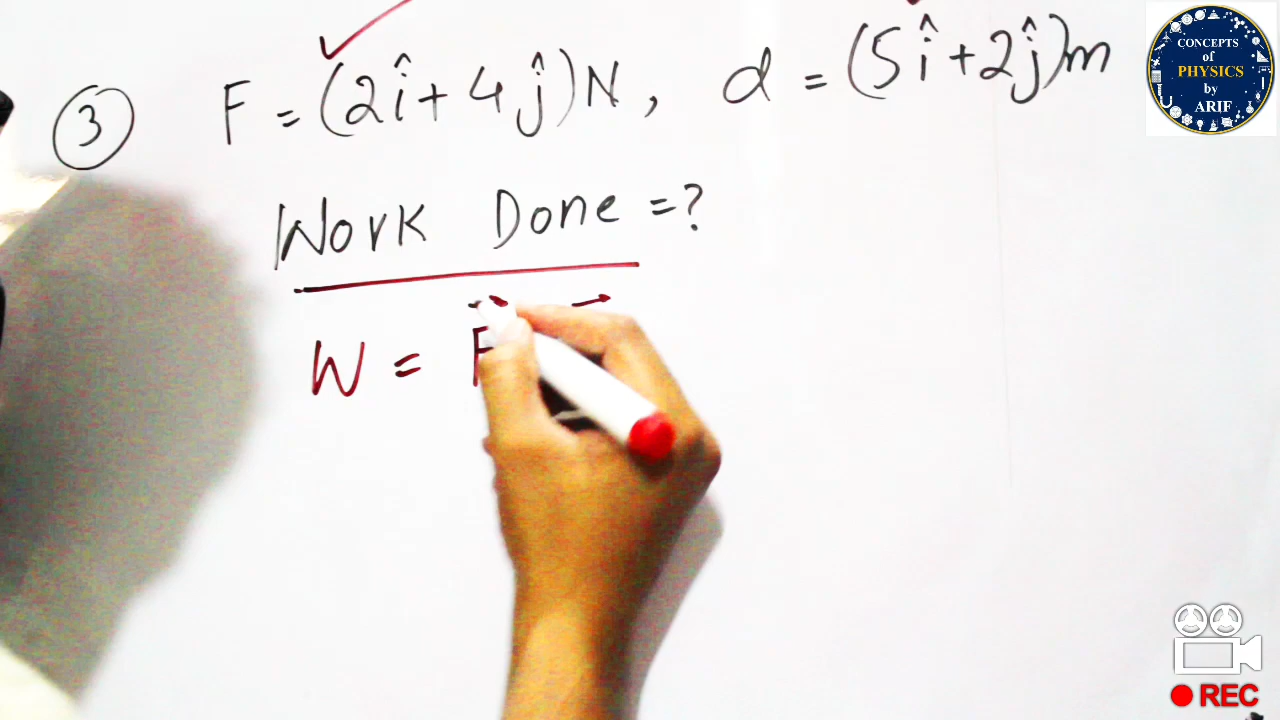 ③ F = (2î + 4ĵ)N, d = (5î + 2ĵ)m
Work Done = ?
W = F
CONCEPTS
of
PHYSICS
by
ARIF
REC